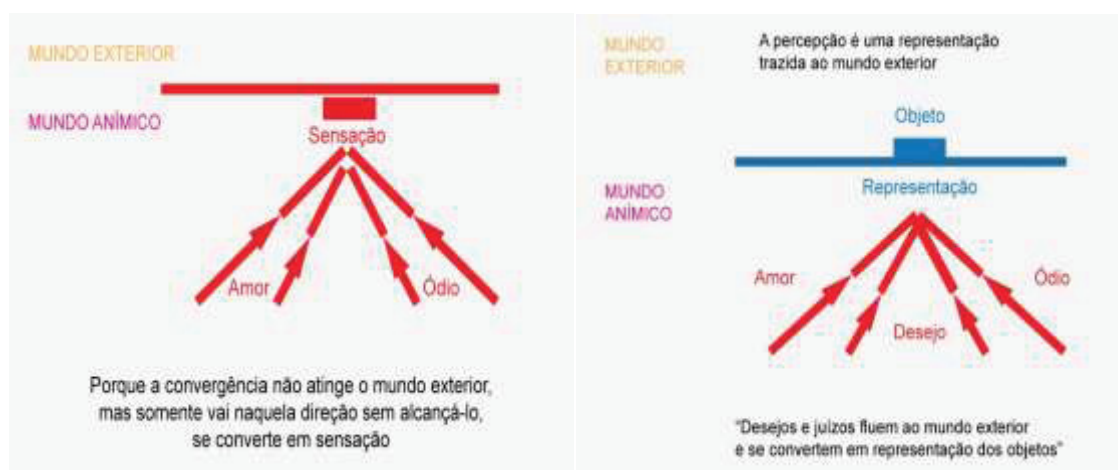 MUNDO EXTERIOR
MUNDO ANÍMICO
Sensação
Amor
Ódio
Porque a convergência não atinge o mundo exterior,
mas somente vai naquela direção sem alcançá-lo,
se converte em sensação
MUNDO
EXTERIOR
A percepção é uma representação
trazida ao mundo exterior
Objeto
Representação
MUNDO
ANÍMICO
Amor
Ódio
Desejo
"Desejos e juízos fluem ao mundo exterior
e se convertem em representação dos objetos"